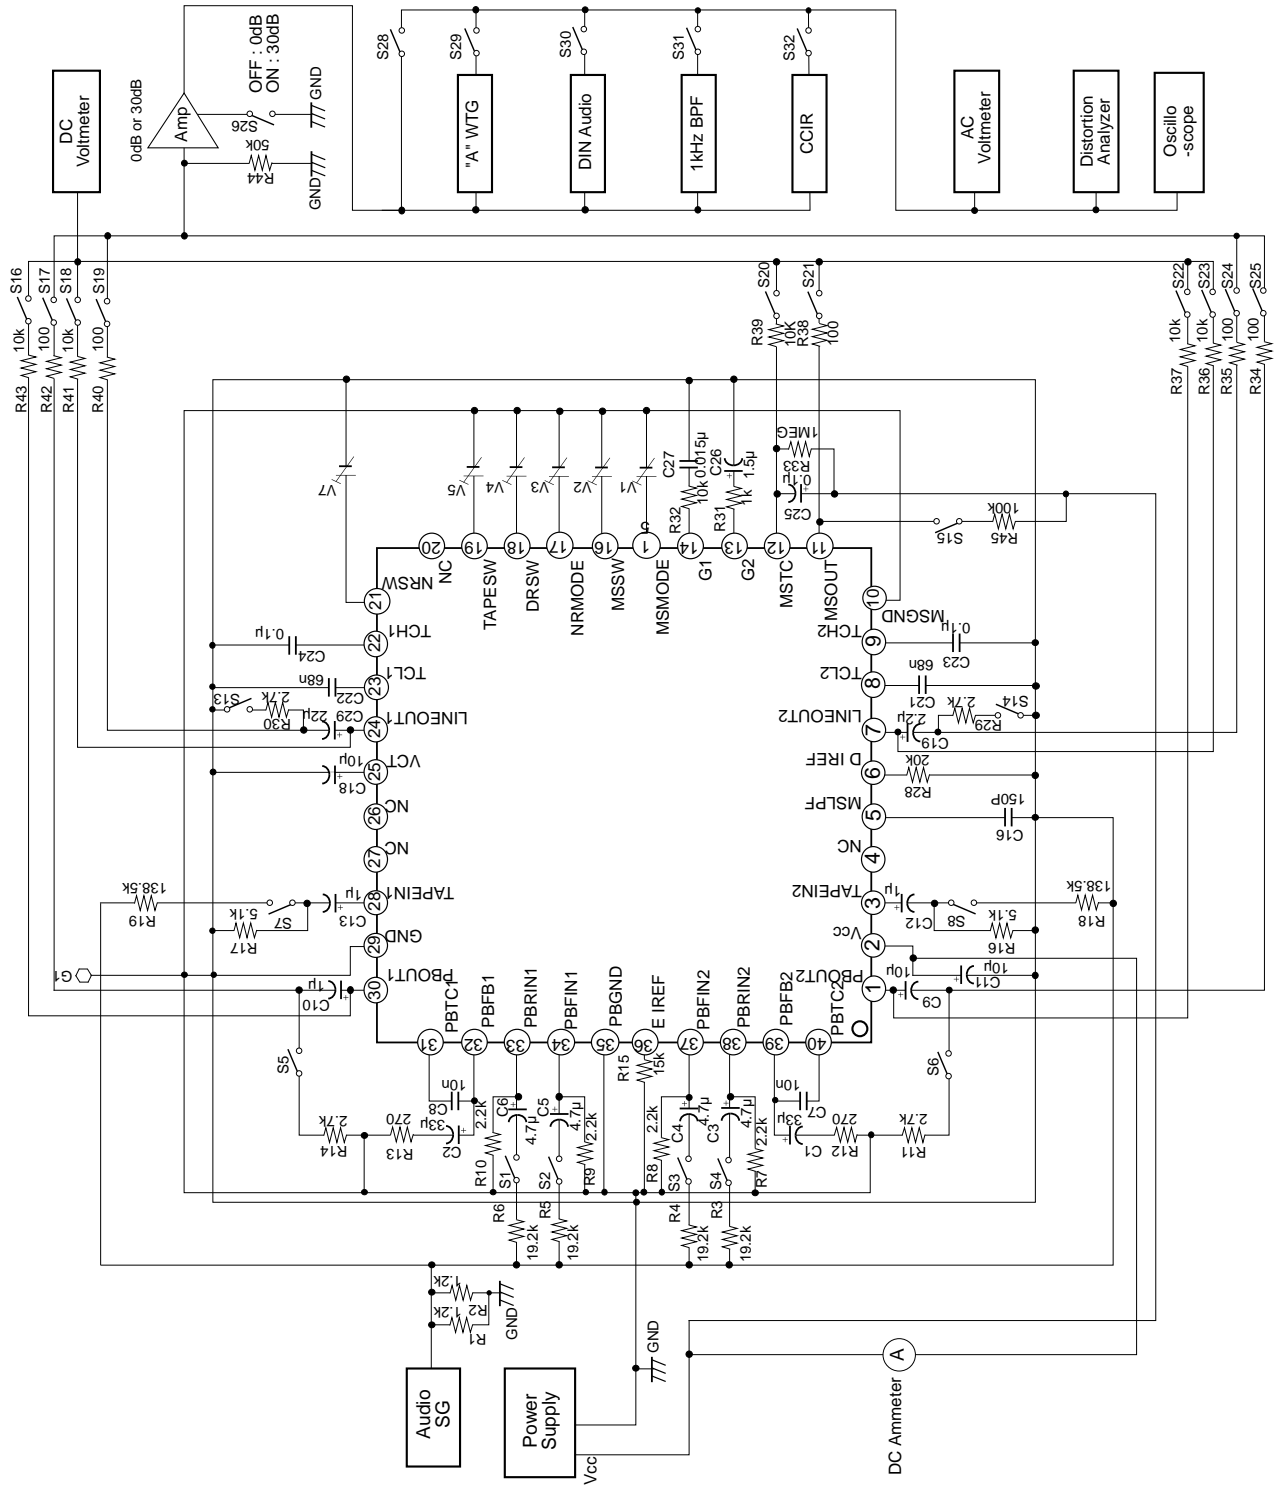 DC
Voltmeter
0dB or 30dB
Amp
OFF : 0dB
ON : 30dB
S26
GND
50k
R44
GND
S28
S29
S30
S31
S32
"A" WTG
DIN Audio
1kHz BPF
CCIR
AC
Voltmeter
Distortion
Analyzer
Oscillo
-scope
S16
S17
S18
S19
10k
100
10k
100
R43
R42
R41
R40
S20
S21
R39
10K
R38
100
S22
S23
S24
S25
10k
10k
100
100
R37
R36
R35
R34
V7
V5
V4
V3
V2
V1
C27
0.015µ
R32
10k
C26
1.5µ
R31
1k
1MEG
R33
0.1µ
C25
S15
100k
R45
20
NC
19
TAPESW
18
DRSW
17
NRMODE
16
MSSW
1
5
MSMODE
14
G1
13
G2
12
MSTC
11
MSOUT
21
NRSW
22
TCH1
0.1µ
C24
23
TCL1
68n
C22
24
LINEOUT1
S13
2.7k
R30
22µ
C29
25
VCT
10µ
C18
26
NC
27
NC
28
TAPEIN1
1µ
C13
138.5k
R19
S7
5.1k
R17
29
GND
G1
30
PBOUT1
1µ
C10
10
MSGND
9
TCH2
0.1µ
C23
8
TCL2
68n
C21
7
LINEOUT2
2.2µ
C19
2.7k
R29
S14
6
D IREF
20k
R28
5
MSLPF
150P
C16
4
NC
3
TAPEIN2
1µ
C12
S8
138.5k
R18
5.1k
R16
2
Vcc
10µ
C11
1
PBOUT2
10µ
C9
31
PBTC1
32
PBFB1
33
PBRIN1
34
PBFIN1
35
PBGND
36
E IREF
37
PBFIN2
38
PBRIN2
39
PBFB2
40
PBTC2
S5
2.7k
R14
270
R13
10n
C8
33µ
C2
2.2k
R10
C6
4.7µ
S1
C5
4.7µ
S2
2.2k
R9
R15
15k
2.2k
R8
C4
4.7µ
S3
C3
4.7µ
S4
2.2k
R7
10n
C7
33µ
C1
270
R12
2.7k
R11
S6
R6
19.2k
R5
19.2k
R4
19.2k
R3
19.2k
1.2k
R2
1.2k
R1
GND
Audio
SG
Power
Supply
Vcc
GND
A
DC Ammeter